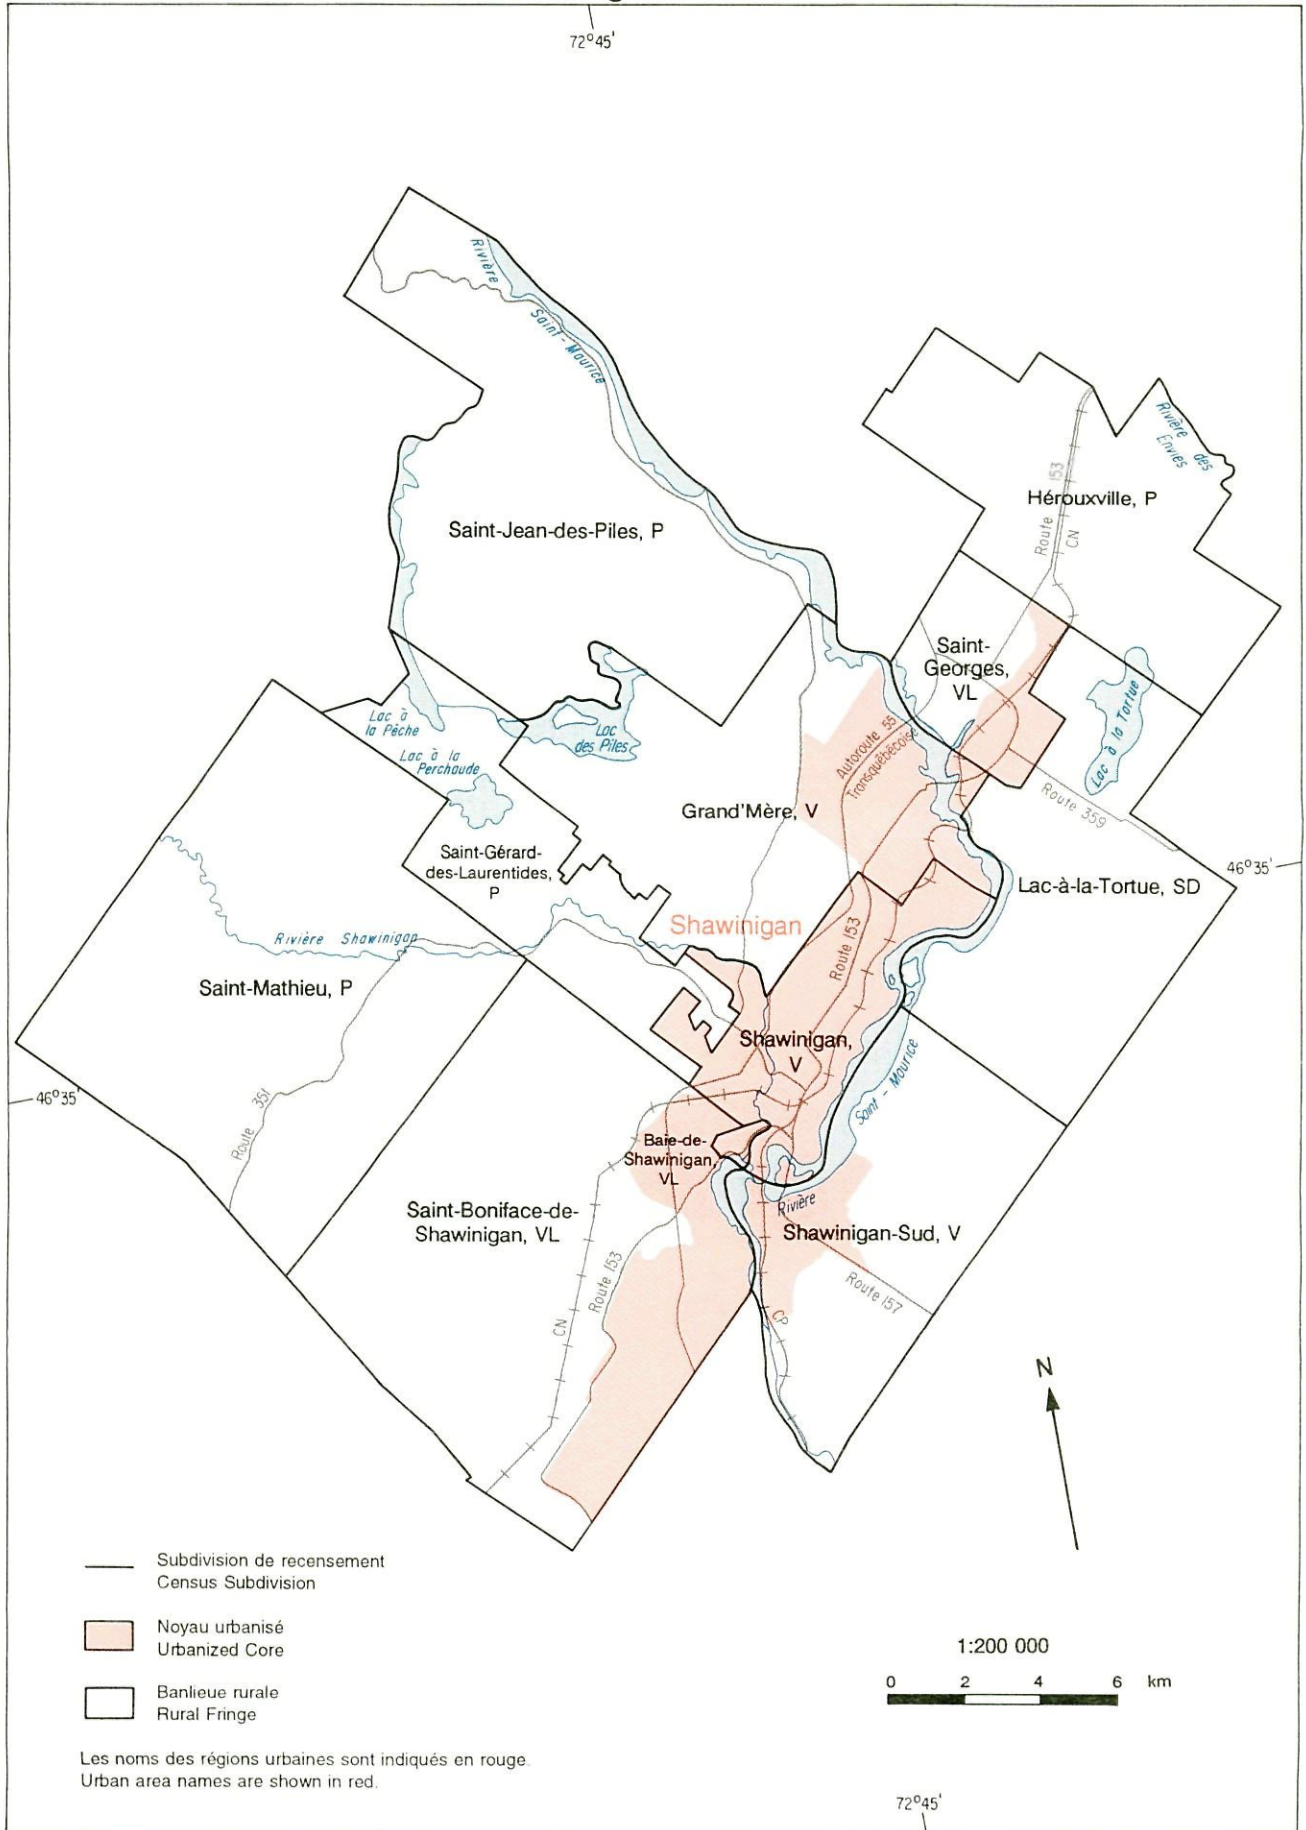 72°45'
Rivière
Saint-Maurice
Rivière des
Envies
Route 153
CN
Hérouxville, P
Saint-Jean-des-Piles, P
Saint-
Georges,
VL
Lac à la Tortue
Lac à
la Pêche
Lac
des Piles
Autoroute 55
Transquébécoise
Lac à la
Perchaude
Route 359
Grand'Mère, V
Saint-Gérard-
des-Laurentides,
P
46°35'
Lac-à-la-Tortue, SD
Shawinigan
Route 153
Rivière Shawinigan
Saint-Mathieu, P
Shawinigan,
V
Saint-Maurice
46°35'
Route 351
Baie-de-
Shawinigan,
VL
Rivière
Saint-Boniface-de-
Shawinigan, VL
Shawinigan-Sud, V
Route 153
Route 157
CN
CP
N
Subdivision de recensement
Census Subdivision
Noyau urbanisé
Urbanized Core
Banlieue rurale
Rural Fringe
1:200 000
0 2 4 6 km
Les noms des régions urbaines sont indiqués en rouge.
Urban area names are shown in red.
72°45'